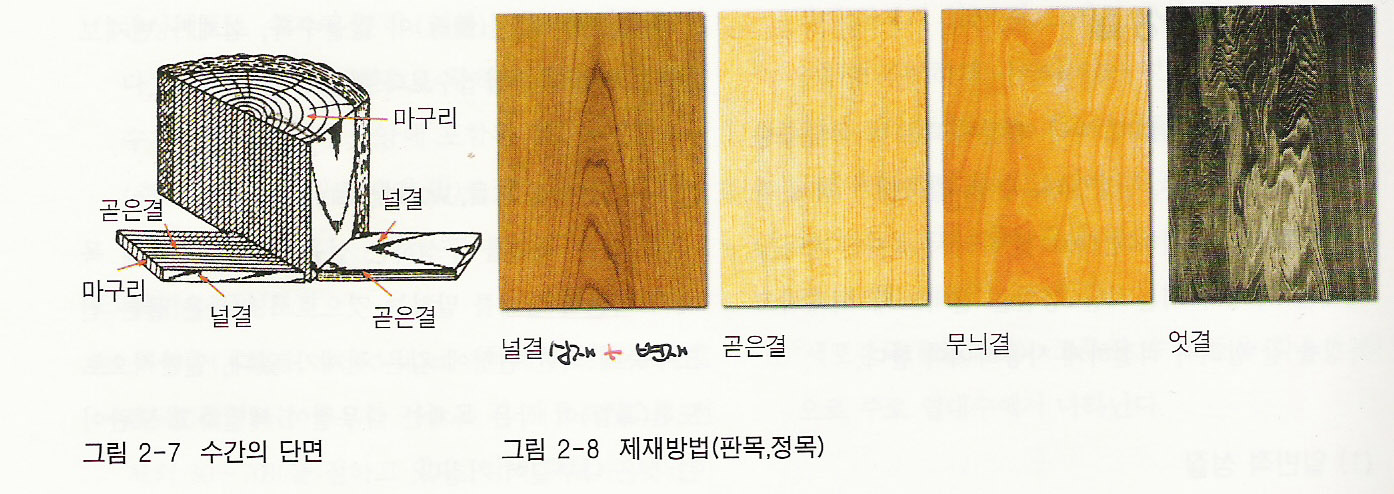 마구리
널결
곧은결
마구리
널결
곧은결
그림 2-7 수간의 단면
널결 심재 + 변재
곧은결
무늬결
엇결
그림 2-8 제재방법(판목,정목)